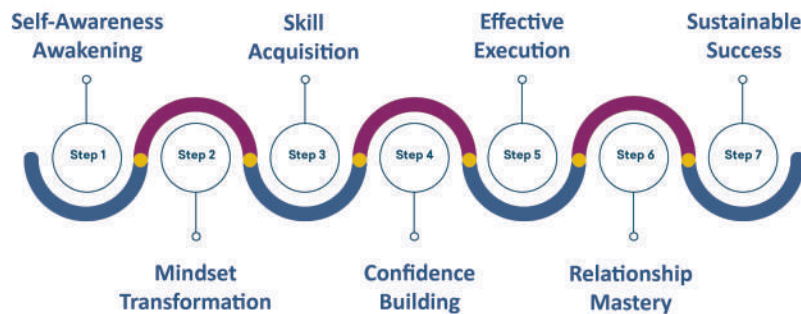 Self-Awareness
Awakening
Skill
Acquisition
Effective
Execution
Sustainable
Success
Step 1
Step 2
Step 3
Step 4
Step 5
Step 6
Step 7
Mindset
Transformation
Confidence
Building
Relationship
Mastery